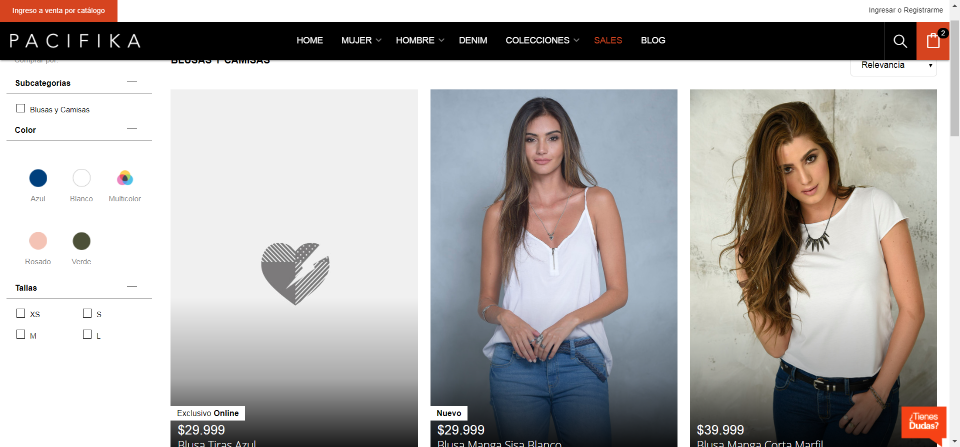 Ingreso a venta por catálogo
Ingresar o Registrarme
PACIFIKA
HOME
MUJER
HOMBRE
DENIM
COLECCIONES
SALES
BLOG
2
Comprar por:
BLUSAS Y CAMISAS
Relevancia
Subcategorías
Blusas y Camisas
Color
Azul
Blanco
Multicolor
Rosado
Verde
Tallas
XS
S
M
L
Exclusivo Online
$29.999
Blusa Tiras Azul
Nuevo
$29.999
Blusa Manga Sisa Blanco
$39.999
Blusa Manga Corta Marfil
¿Tienes
Dudas?